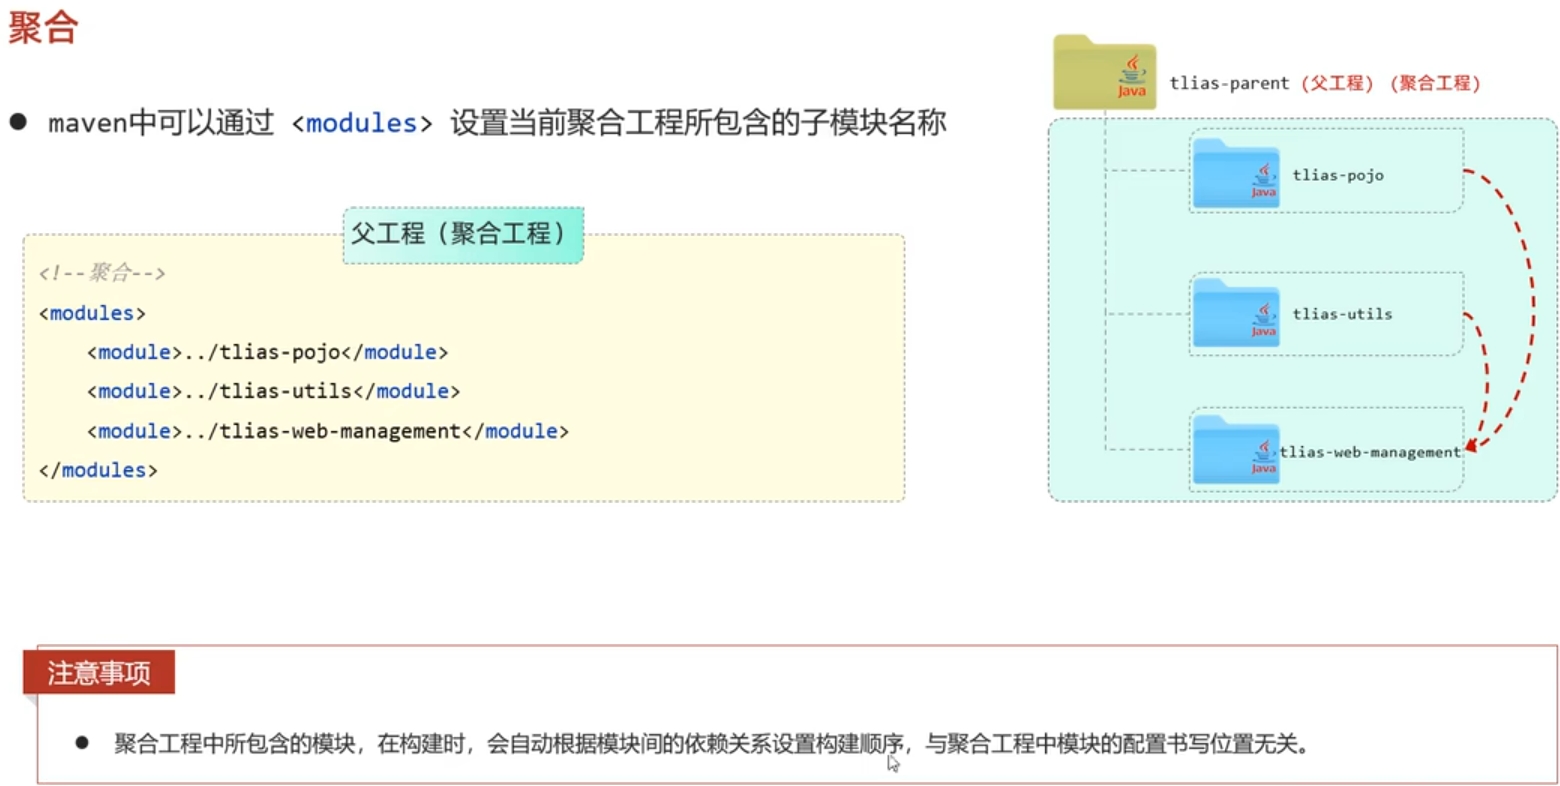 聚合
maven中可以通过 <modules> 设置当前聚合工程所包含的子模块名称
父工程（聚合工程）
<!--聚合-->
<modules>
    <module>../tlias-pojo</module>
    <module>../tlias-utils</module>
    <module>../tlias-web-management</module>
</modules>
Java
tlias-parent（父工程）（聚合工程）
Java
tlias-pojo
Java
tlias-utils
Java
tlias-web-management
注意事项
聚合工程中所包含的模块，在构建时，会自动根据模块间的依赖关系设置构建顺序，与聚合工程中模块的配置书写位置无关。